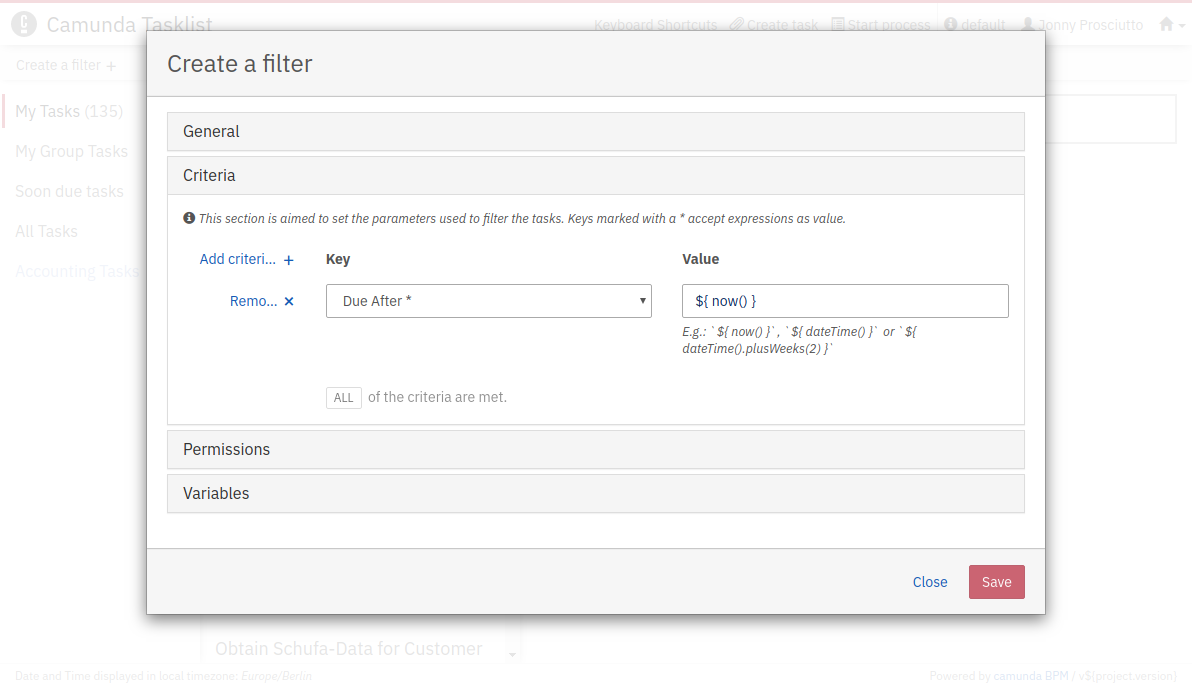 Camunda Tasklist
Keyboard Shortcuts Create task Start process default Jonny Prosciutto
Create a filter +
Create a filter
My Tasks (135)
My Group Tasks
Soon due tasks
All Tasks
Accounting Tasks
General
Criteria
This section is aimed to set the parameters used to filter the tasks. Keys marked with a * accept expressions as value.
Add criteri... + Key Value
Remo... × Due After * ${ now() }
E.g.: `${ now() }`, `${ dateTime() }` or `${
dateTime().plusWeeks(2) }`
ALL of the criteria are met.
Permissions
Variables
Close Save
Obtain Schufa-Data for Customer
Date and Time displayed in local timezone: Europe/Berlin
Powered by camunda BPM / v${project.version}